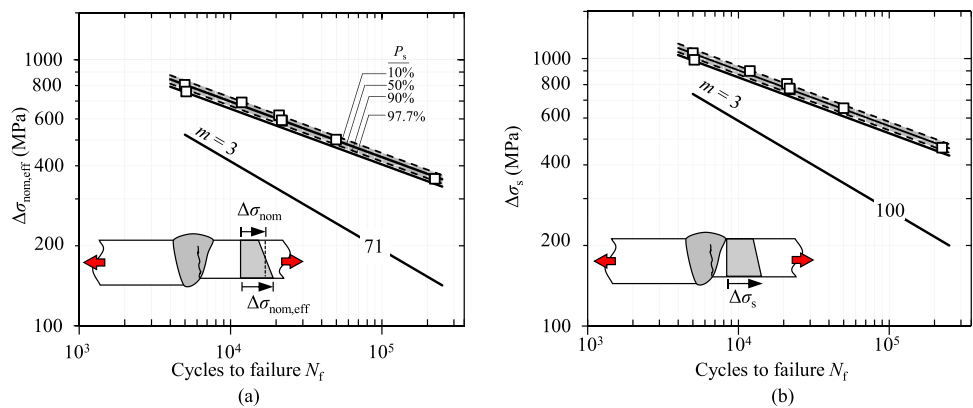 (a)
Δσnom,eff (MPa)
1000
800
600
400
200
100
Ps
10%
50%
90%
97.7%
m = 3
71
Δσnom
Δσnom,eff
10³
10⁴
10⁵
Cycles to failure Nf
(a)
(b)
Δσs (MPa)
1000
800
600
400
200
100
m = 3
100
Δσs
10³
10⁴
10⁵
Cycles to failure Nf
(b)